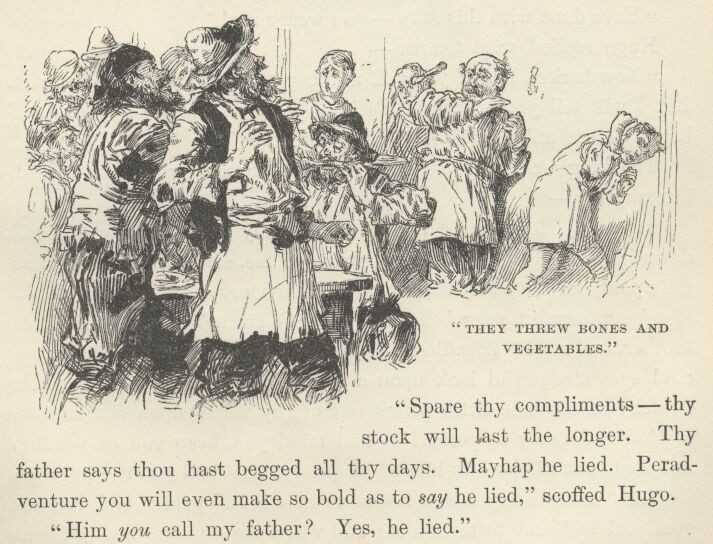 "THEY THREW BONES AND
VEGETABLES."
"Spare thy compliments—thy
stock will last the longer. Thy
father says thou hast begged all thy days. Mayhap he lied. Perad-
venture you will even make so bold as to say he lied," scoffed Hugo.
"Him you call my father? Yes, he lied."